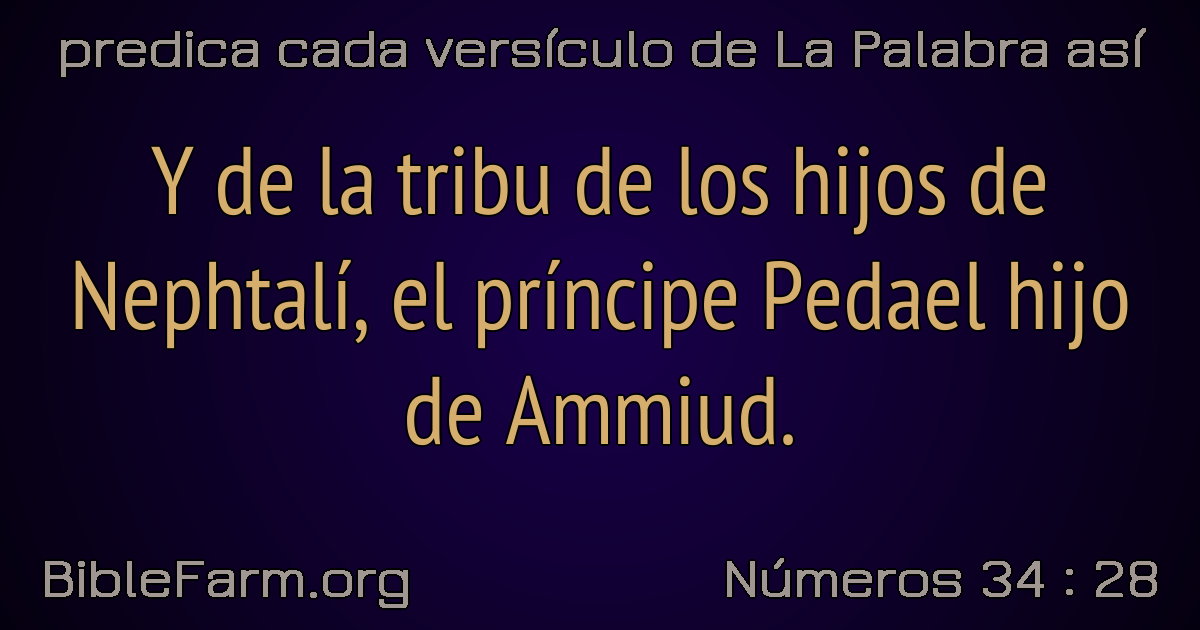 predica cada versículo de La Palabra así
Y de la tribu de los hijos de
Nephtalí, el príncipe Pedael hijo
de Ammiud.
BibleFarm.org
Números 34 : 28